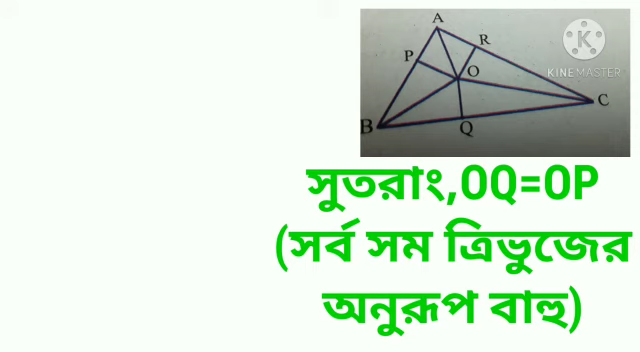 A
R
P
O
KINEMASTER
C
B
Q
সুতরাং,OQ=OP
(সর্ব সম ত্রিভুজের
অনুরূপ বাহু)